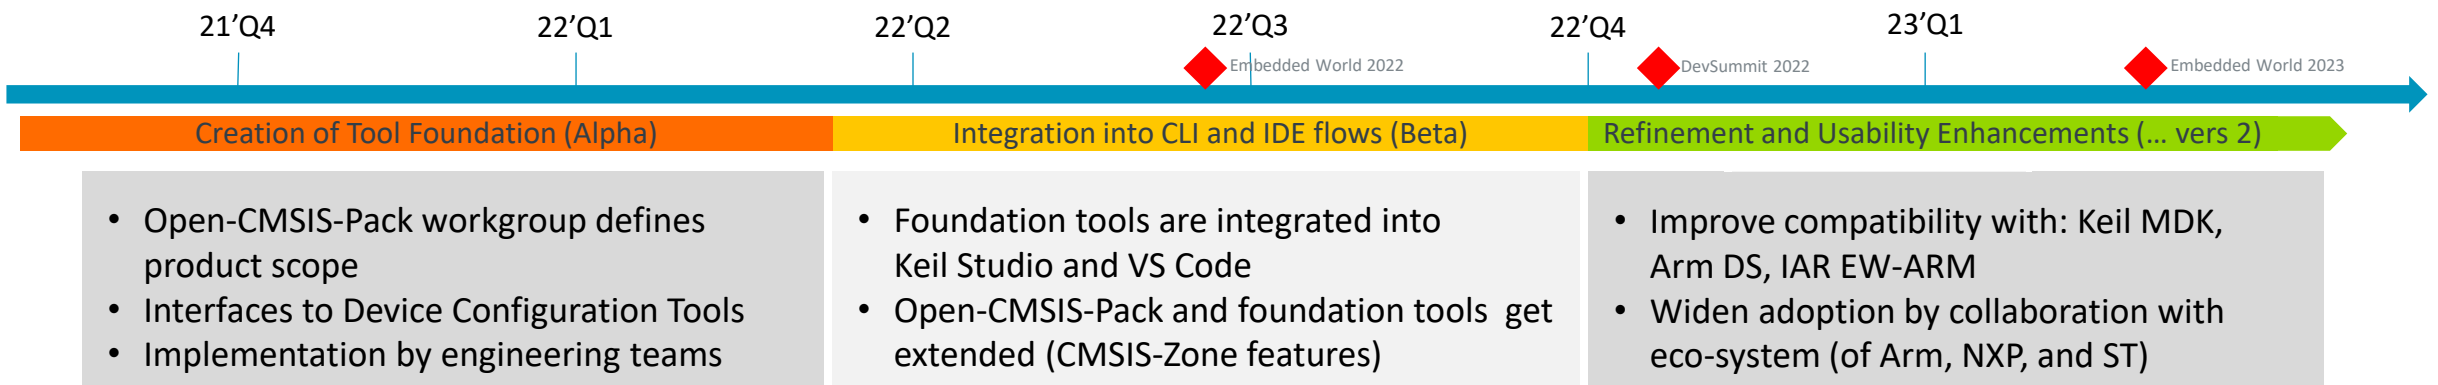 21’Q4
22’Q1
22’Q2
22’Q3
22’Q4
23’Q1
Embedded World 2022
DevSummit 2022
Embedded World 2023
Creation of Tool Foundation (Alpha)
Integration into CLI and IDE flows (Beta)
Refinement and Usability Enhancements (... vers 2)
• Open-CMSIS-Pack workgroup defines
product scope
• Interfaces to Device Configuration Tools
• Implementation by engineering teams
• Foundation tools are integrated into
Keil Studio and VS Code
• Open-CMSIS-Pack and foundation tools get
extended (CMSIS-Zone features)
• Improve compatibility with: Keil MDK,
Arm DS, IAR EW-ARM
• Widen adoption by collaboration with
eco-system (of Arm, NXP, and ST)